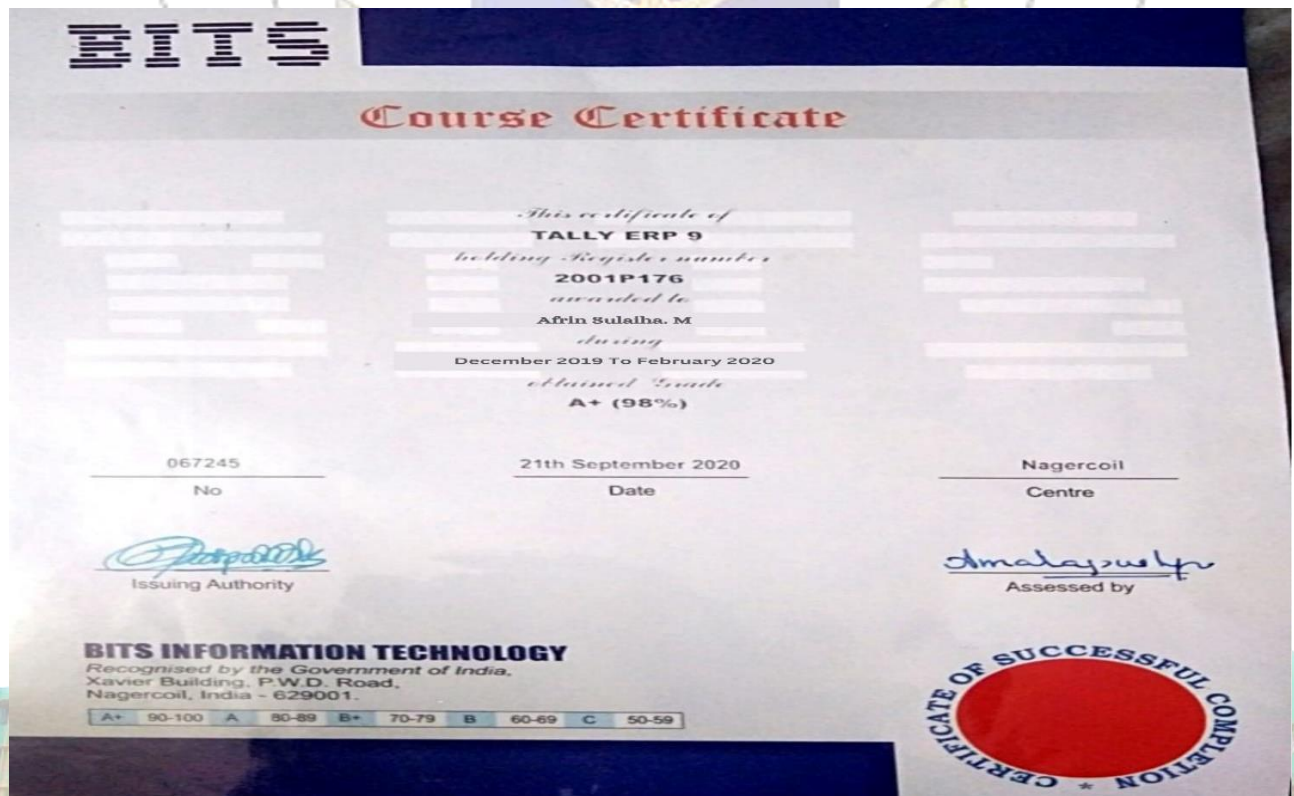 BITS
Course Certificate
This certificate of
TALLY ERP 9
holding Register number
2001P176
awarded to
Afrin Sulaiha. M
during
December 2019 To February 2020
obtained Grade
A+ (98%)
067245
No
21th September 2020
Date
Nagercoil
Centre
Issuing Authority
Assessed by
BITS INFORMATION TECHNOLOGY
Recognised by the Government of India,
Xavier Building, P.W.D. Road,
Nagercoil, India - 629001.
A+ 90-100 A 80-89 B+ 70-79 B 60-69 C 50-59
CERTIFICATE OF SUCCESSFUL COMPLETION *